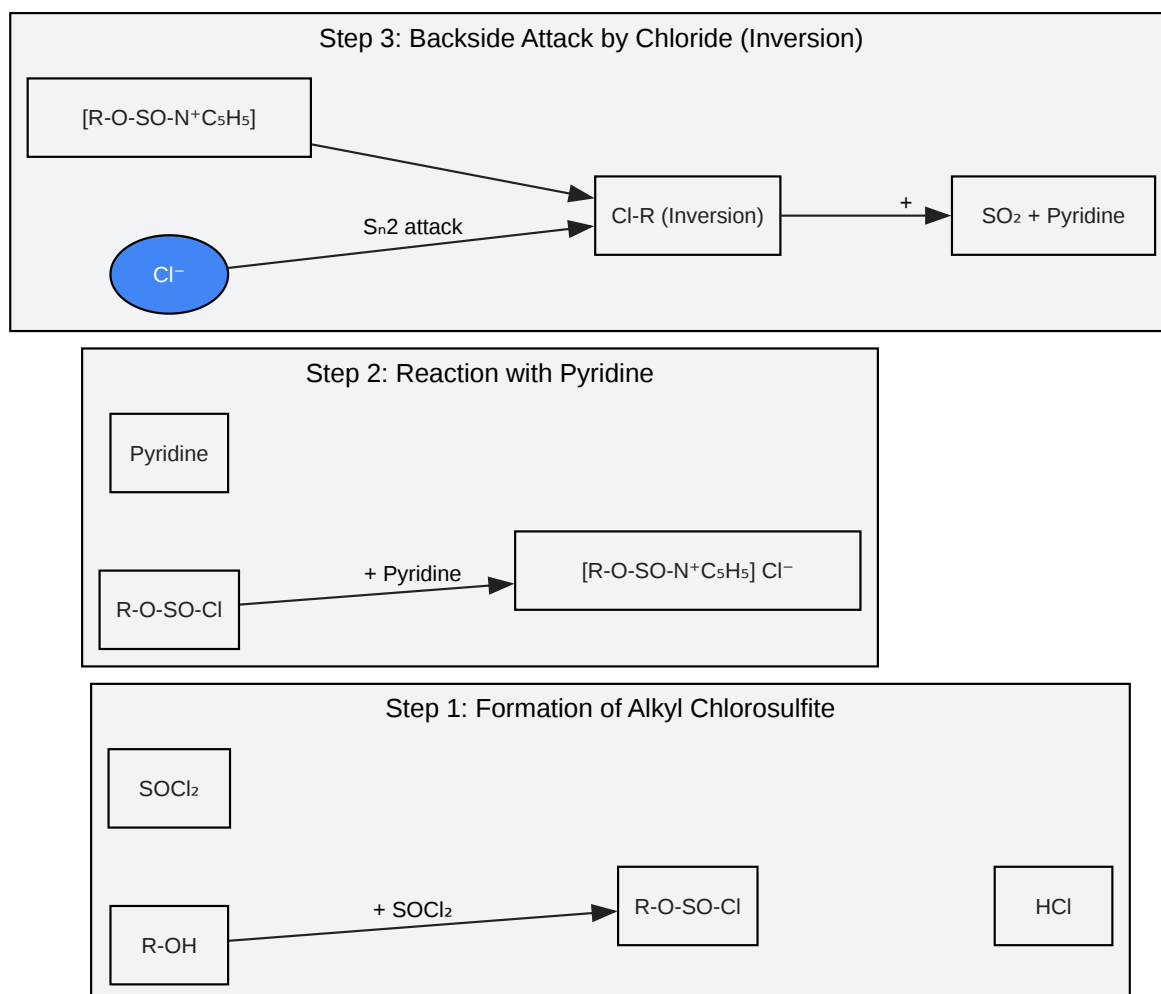 Step 3: Backside Attack by Chloride (Inversion)
[R-O-SO-N⁺C₅H₅]
Cl⁻
Sₙ2 attack
Cl-R (Inversion)
+
SO₂ + Pyridine
Step 2: Reaction with Pyridine
Pyridine
R-O-SO-Cl
+ Pyridine
[R-O-SO-N⁺C₅H₅] Cl⁻
Step 1: Formation of Alkyl Chlorosulfite
SOCl₂
R-OH
+ SOCl₂
R-O-SO-Cl
HCl